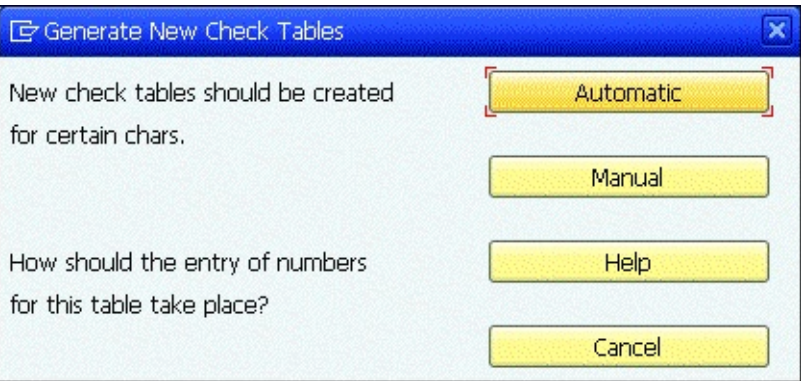 Generate New Check Tables
New check tables should be created
for certain chars.
Automatic
Manual
How should the entry of numbers
for this table take place?
Help
Cancel